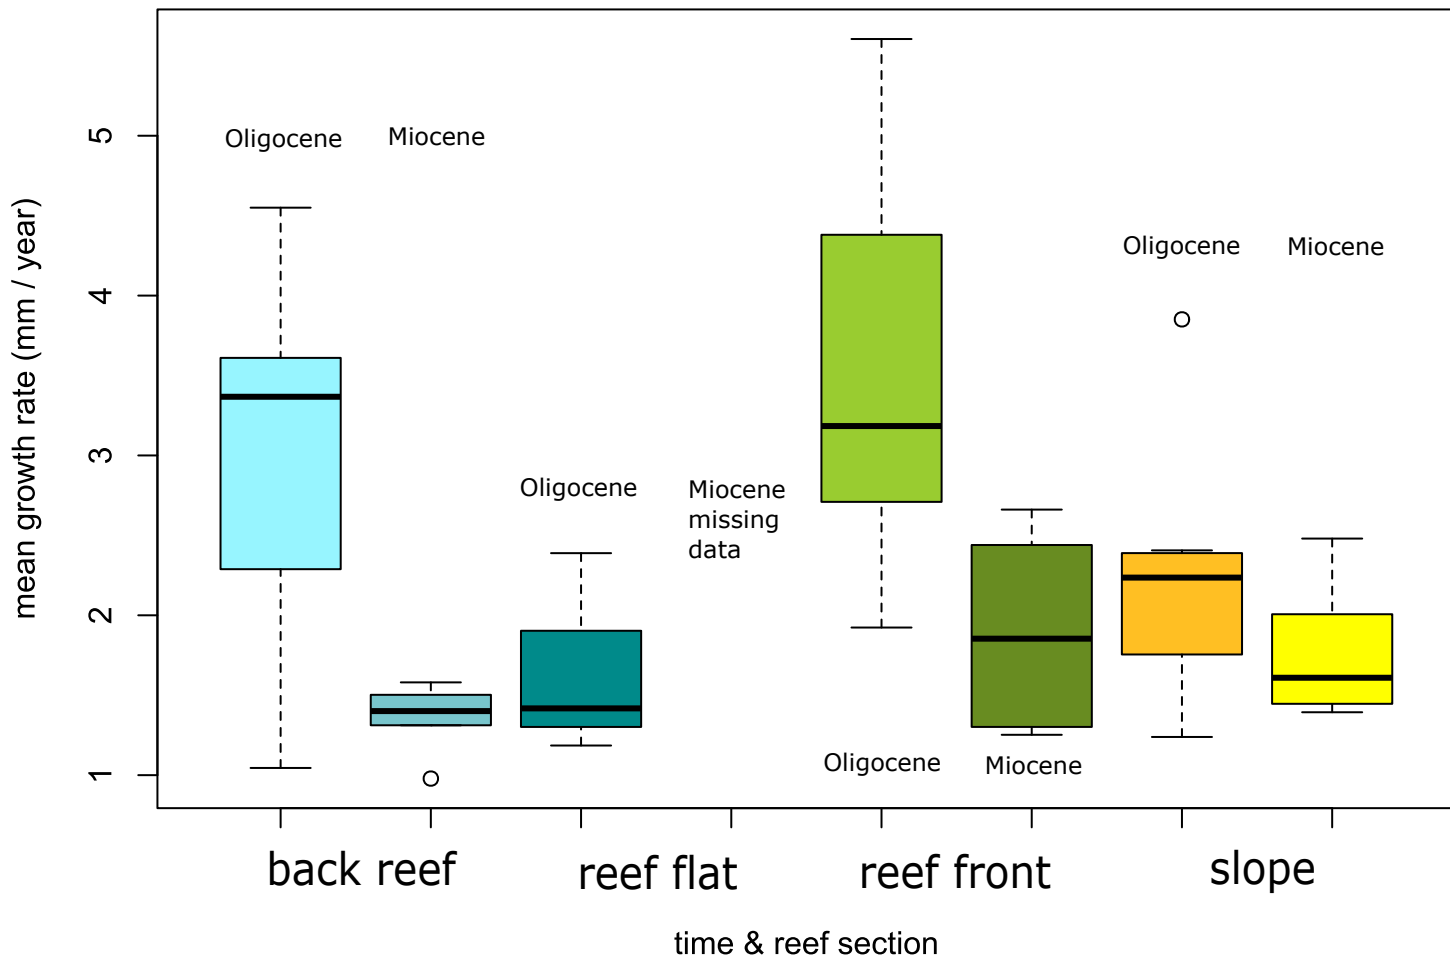 mean growth rate (mm / year)
5
4
3
2
1
Oligocene
Miocene
Oligocene
Miocene
missing
data
Oligocene
Miocene
Oligocene
Miocene
back reef
reef flat
reef front
slope
time & reef section